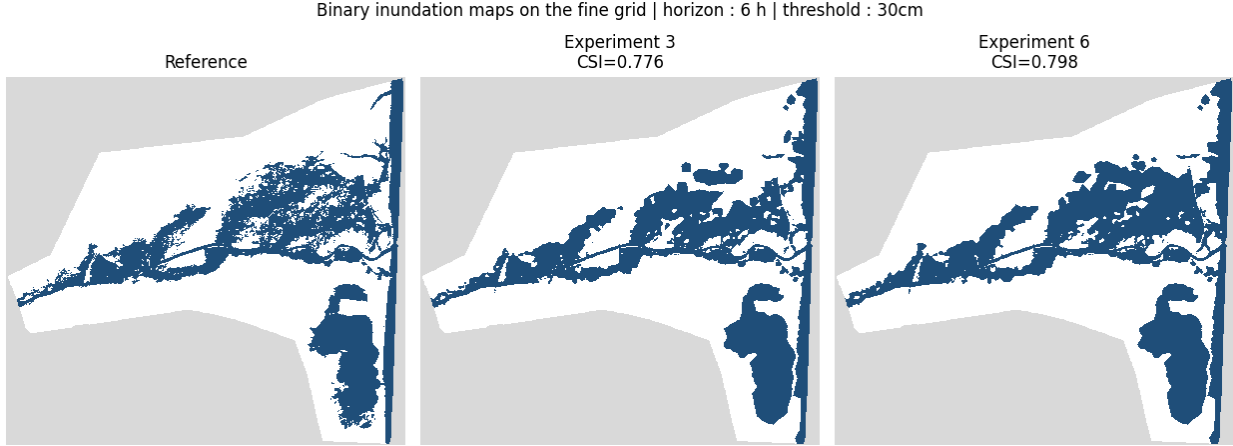 Binary inundation maps on the fine grid | horizon : 6 h | threshold : 30cm
Reference
Experiment 3
CSI=0.776
Experiment 6
CSI=0.798